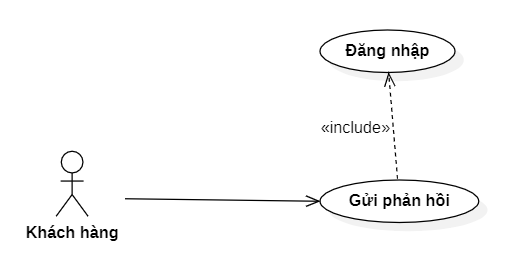 Đăng nhập
«include»
Gửi phản hồi
Khách hàng